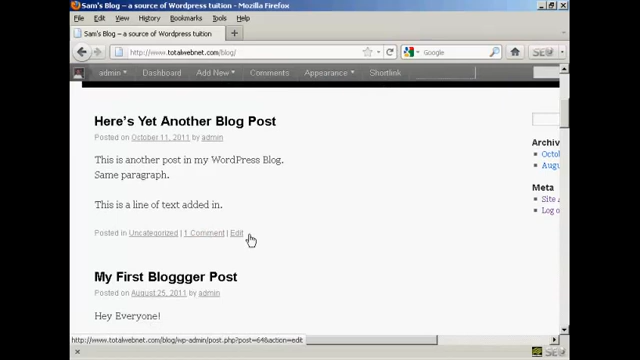 Sam's Blog – a source of Wordpress tuition - Mozilla Firefox
File Edit View History Bookmarks Tools Help
Sam's Blog – a source of Wordpress tuition
http://www.totalwebnet.com/blog/
Google
admin Dashboard Add New Comments Appearance Shortlink
Here's Yet Another Blog Post
Posted on October 11, 2011 by admin
This is another post in my WordPress Blog.
Same paragraph.
This is a line of text added in.
Posted in Uncategorized | 1 Comment | Edit
Archiv
Octo
Augu
Meta
Site
Log o
My First Bloggger Post
Posted on August 25, 2011 by admin
Hey Everyone!
http://www.totalwebnet.com/blog/wp-admin/post.php?post=64&action=edit